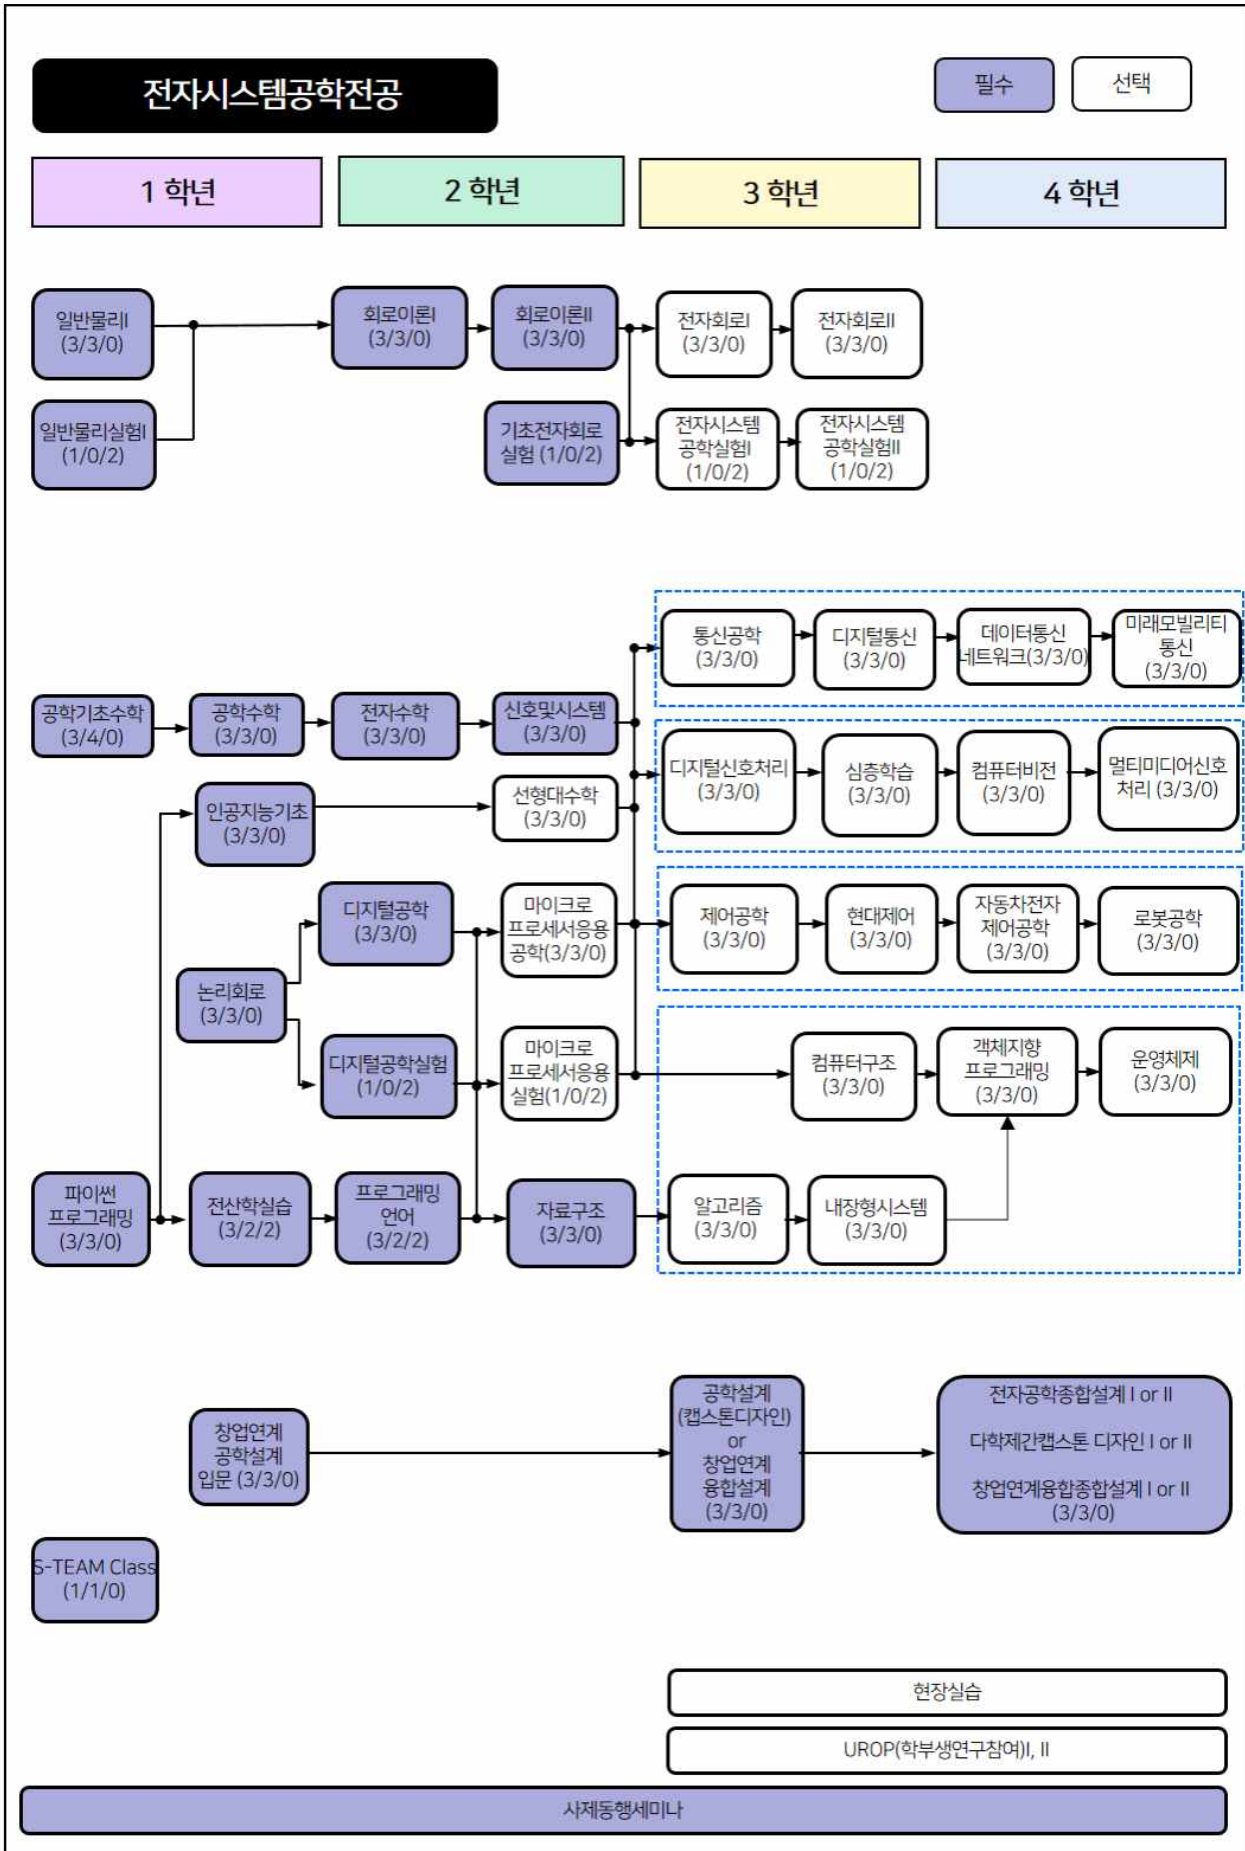 전자시스템공학전공
필수
선택
1 학년
2 학년
3 학년
4 학년
일반물리I
(3/3/0)
회로이론I
(3/3/0)
회로이론II
(3/3/0)
전자회로I
(3/3/0)
전자회로II
(3/3/0)
일반물리실험I
(1/0/2)
기초전자회로
실험 (1/0/2)
전자시스템
공학실험I
(1/0/2)
전자시스템
공학실험II
(1/0/2)
통신공학
(3/3/0)
디지털통신
(3/3/0)
데이터통신
네트워크(3/3/0)
미래모빌리티
통신
(3/3/0)
공학기초수학
(3/4/0)
공학수학
(3/3/0)
전자수학
(3/3/0)
신호및시스템
(3/3/0)
디지털신호처리
(3/3/0)
심층학습
(3/3/0)
컴퓨터비전
(3/3/0)
멀티미디어신호
처리 (3/3/0)
인공지능기초
(3/3/0)
선형대수학
(3/3/0)
디지털공학
(3/3/0)
마이크로
프로세서응용
공학(3/3/0)
제어공학
(3/3/0)
현대제어
(3/3/0)
자동차전자
제어공학
(3/3/0)
로봇공학
(3/3/0)
논리회로
(3/3/0)
디지털공학실험
(1/0/2)
마이크로
프로세서응용
실험(1/0/2)
컴퓨터구조
(3/3/0)
객체지향
프로그래밍
(3/3/0)
운영체제
(3/3/0)
파이썬
프로그래밍
(3/3/0)
전산학실습
(3/2/2)
프로그래밍
언어
(3/2/2)
자료구조
(3/3/0)
알고리즘
(3/3/0)
내장형시스템
(3/3/0)
창업연계
공학설계
입문 (3/3/0)
공학설계
(캡스톤디자인)
or
창업연계
융합설계
(3/3/0)
전자공학종합설계 I or II
다학제간캡스톤 디자인 I or II
창업연계융합종합설계 I or II
(3/3/0)
S-TEAM Class
(1/1/0)
현장실습
UROP(학부생연구참여)I, II
사제동행세미나